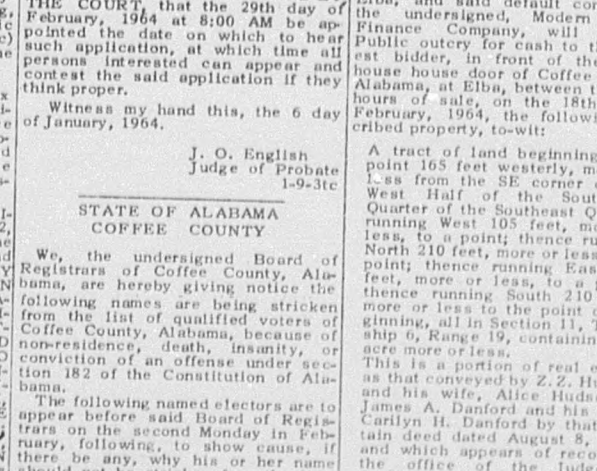 THE COURT, that the 29th day of
February, 1964 at 8:00 AM be ap-
pointed the date on which to hear
such application, at which time all
persons interested can appear and
contest the said application if they
think proper.
Witness my hand this, the 6 day
of January, 1964.
J. O. English
Judge of Probate
1-9-3tc
STATE OF ALABAMA
COFFEE COUNTY
We, the undersigned Board of
Registrars of Coffee County, Ala-
bama, are hereby giving notice the
following names are being stricken
from the list of qualified voters of
Coffee County, Alabama, because of
non-residence, death, insanity, or
conviction of an offense under sec-
tion 182 of the Constitution of Ala-
bama.
The following named electors are to
appear before said Board of Regis-
trars on the second Monday in Feb-
ruary, following, to show cause, if
there be any, why his or her name
Elba, and said default
the undersigned, Modern
Finance Company, will
Public outcry for cash to
est bidder, in front of the
house house door of Coffee
Alabama, at Elba, between
hours of sale, on the 18th
February, 1964, the
cribed property, to-wit:
A tract of land beginning
point 165 feet westerly,
less from the SE corner
West Half of the
Quarter of the Southeast
running West 105 feet,
less, to a point; thence
North 210 feet, more or less
point; thence running
feet, more or less, to a
thence running South 210
more or less to the point
ginning, all in Section 11,
ship 6, Range 19,
acre more or less.
This is a portion of real
as that conveyed by Z. Z.
and his wife, Alice
James A. Danford and his
Carilyn H. Danford by
tain deed dated August 8,
and which appears of
the office of the